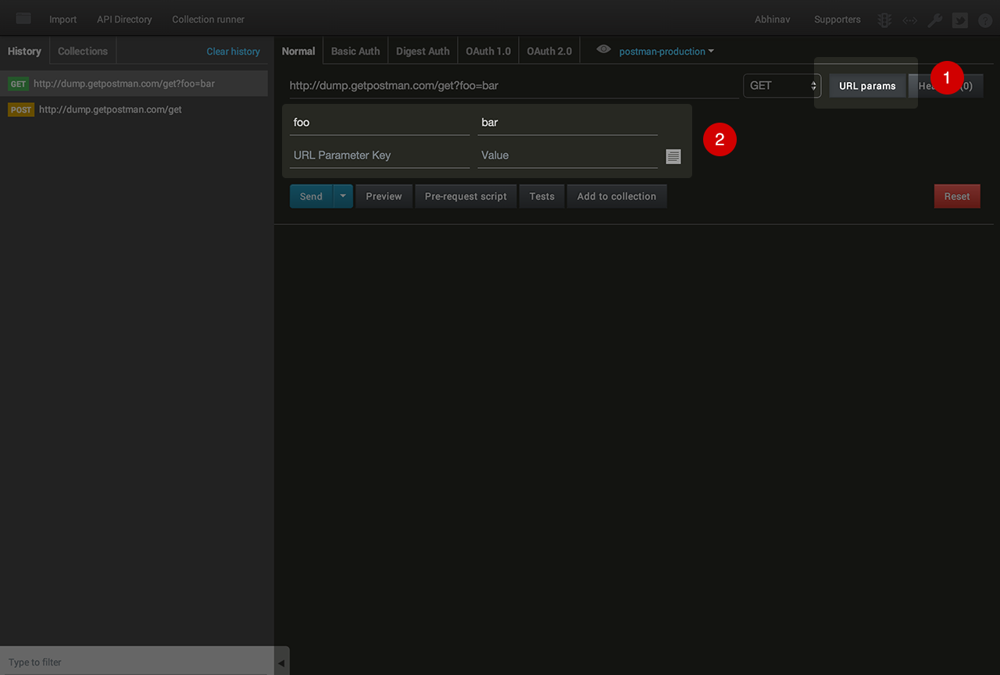 Import API Directory Collection runner Abhinav Supporters
History Collections Clear history
Normal Basic Auth Digest Auth OAuth 1.0 OAuth 2.0 postman-production
GET http://dump.getpostman.com/get?foo=bar
POST http://dump.getpostman.com/get
http://dump.getpostman.com/get?foo=bar GET URL params 1 (0)
foo bar
2
URL Parameter Key Value
Send Preview Pre-request script Tests Add to collection Reset
Type to filter